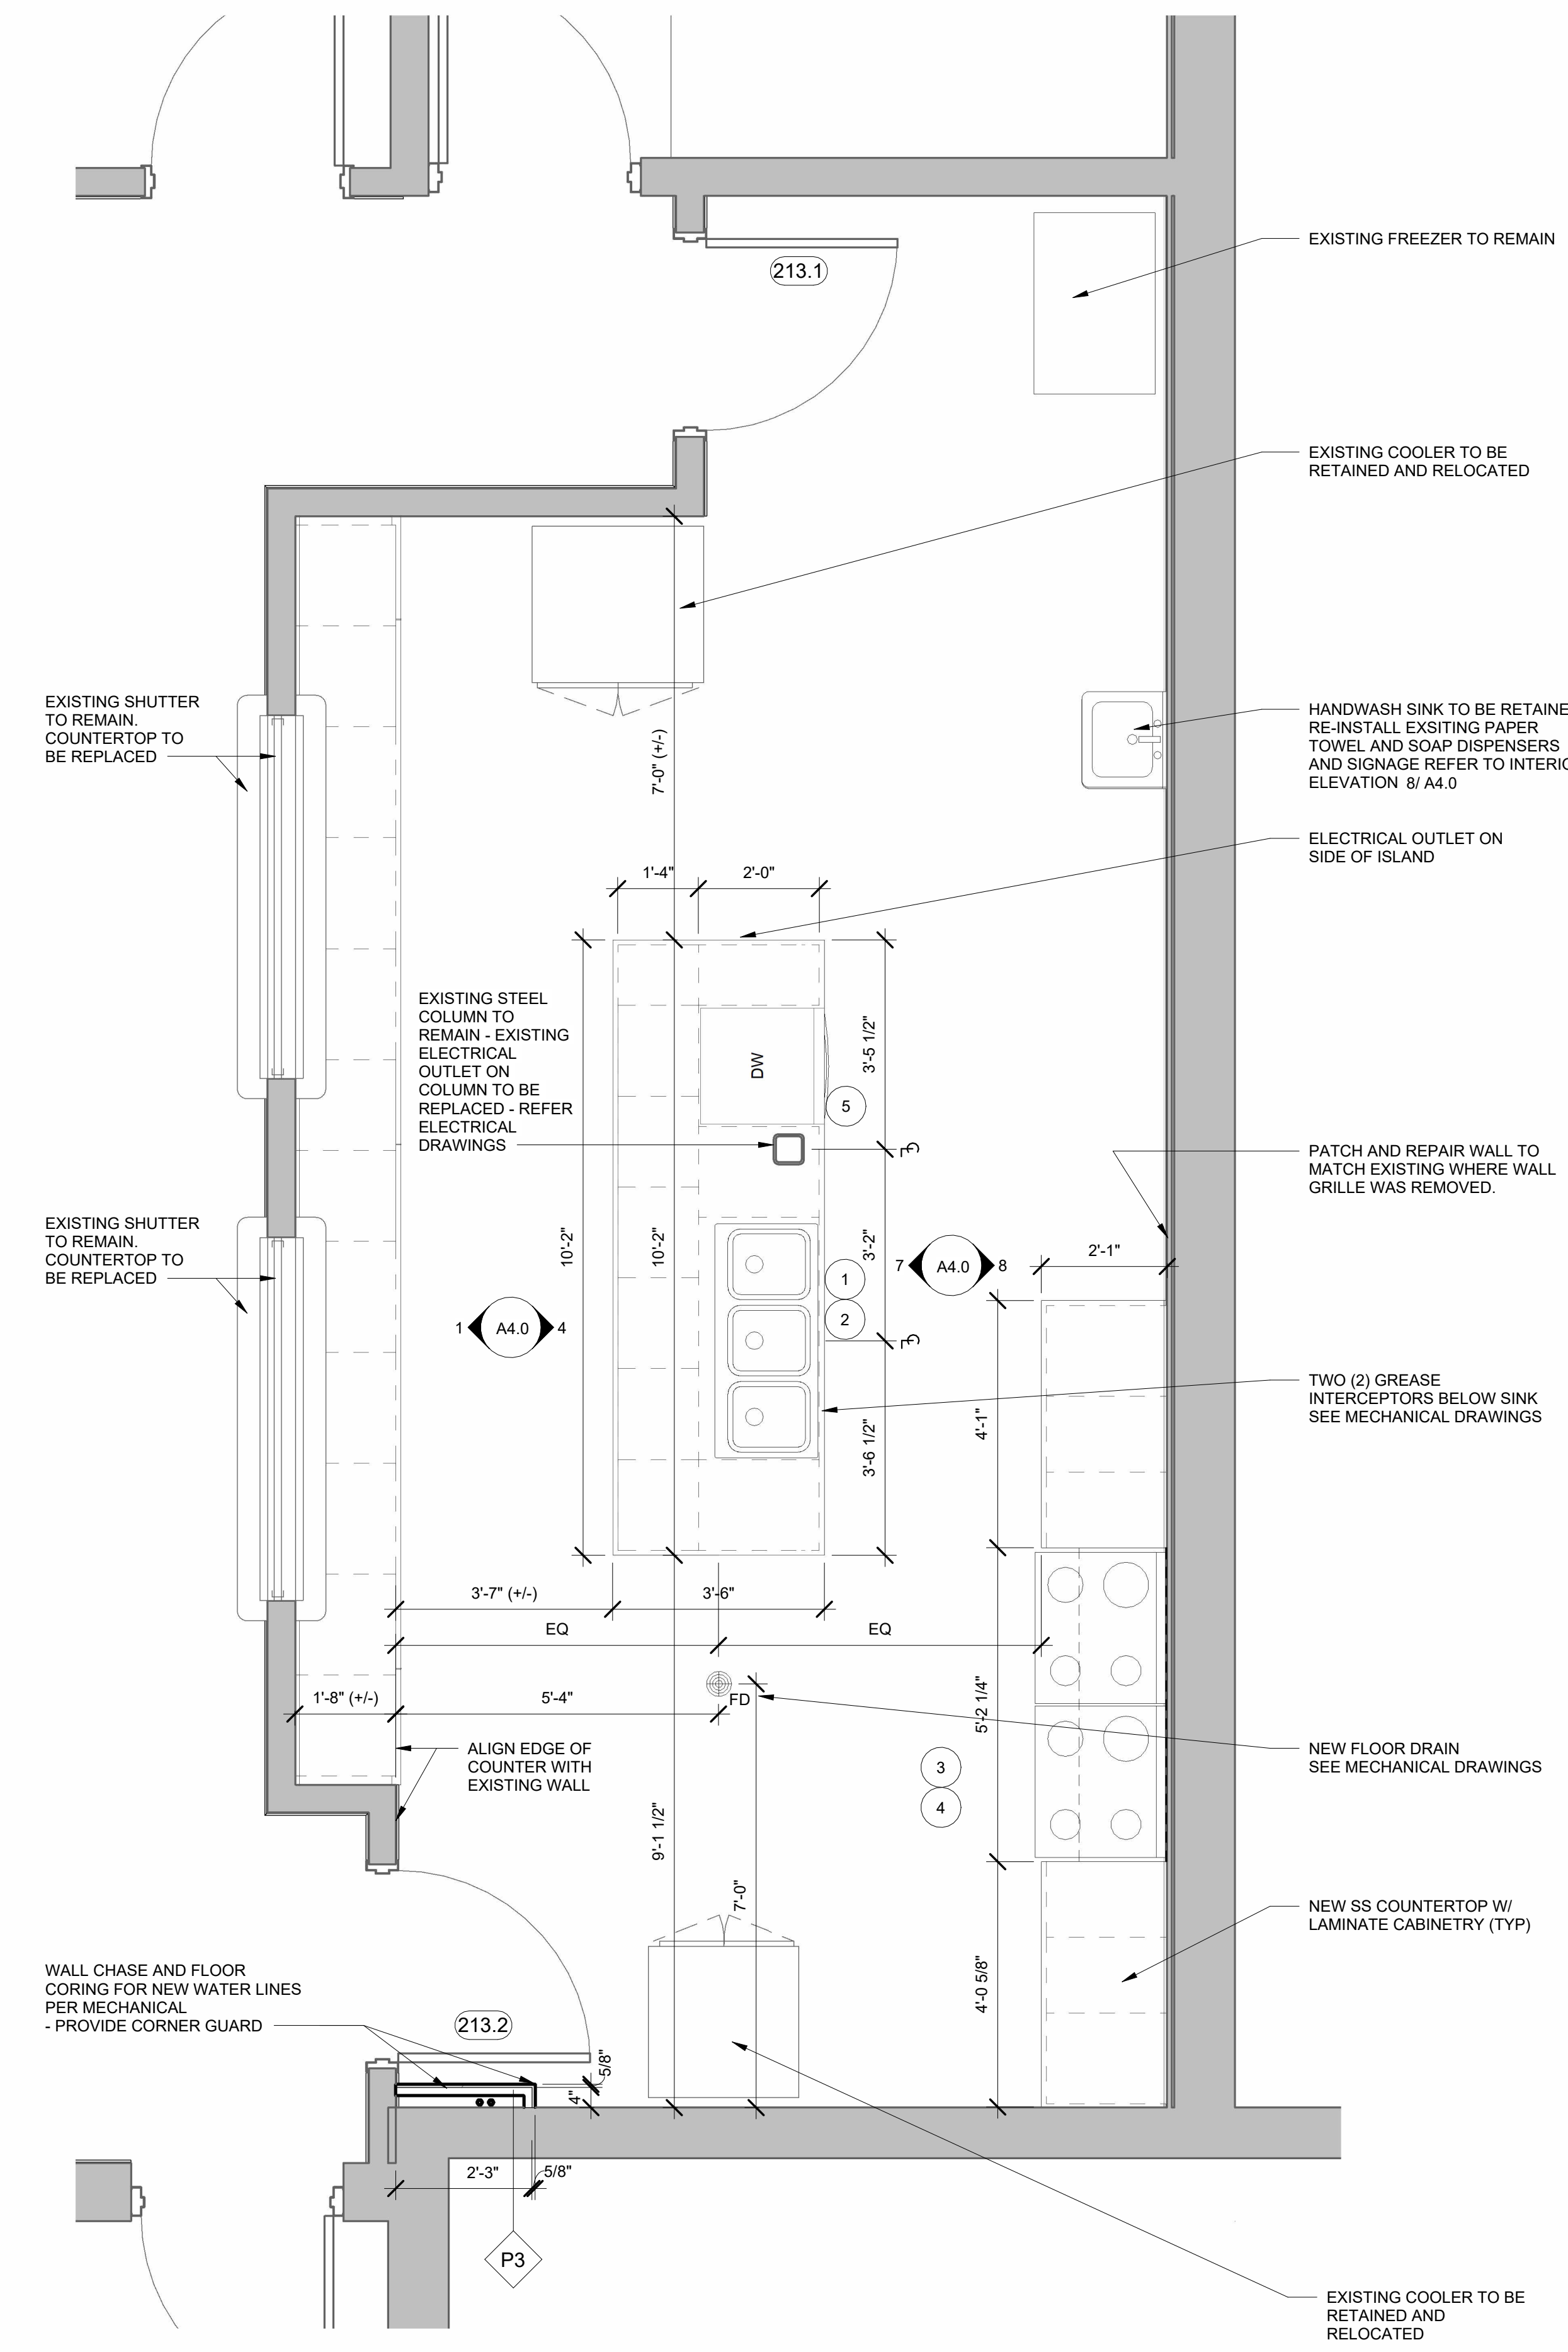 213.1
EXISTING FREEZER TO REMAIN
EXISTING COOLER TO BE
RETAINED AND RELOCATED
EXISTING SHUTTER
TO REMAIN.
COUNTERTOP TO
BE REPLACED
7'-0" (+/-)
HANDWASH SINK TO BE RETAINE
RE-INSTALL EXSITING PAPER
TOWEL AND SOAP DISPENSERS
AND SIGNAGE REFER TO INTERIO
ELEVATION 8/ A4.0
ELECTRICAL OUTLET ON
SIDE OF ISLAND
1'-4"
2'-0"
EXISTING STEEL
COLUMN TO
REMAIN - EXISTING
ELECTRICAL
OUTLET ON
COLUMN TO BE
REPLACED - REFER
ELECTRICAL
DRAWINGS
DW
3'-5 1/2"
5
PATCH AND REPAIR WALL TO
MATCH EXISTING WHERE WALL
GRILLE WAS REMOVED.
EXISTING SHUTTER
TO REMAIN.
COUNTERTOP TO
BE REPLACED
10'-2"
10'-2"
3'-2"
1
2
7
A4.0
8
2'-1"
1
A4.0
4
TWO (2) GREASE
INTERCEPTORS BELOW SINK
SEE MECHANICAL DRAWINGS
3'-6 1/2"
4'-1"
3'-7" (+/-)
3'-6"
EQ
EQ
1'-8" (+/-)
5'-4"
FD
5'-2 1/4"
ALIGN EDGE OF
COUNTER WITH
EXISTING WALL
NEW FLOOR DRAIN
SEE MECHANICAL DRAWINGS
3
4
9'-1 1/2"
7'-0"
NEW SS COUNTERTOP W/
LAMINATE CABINETRY (TYP)
4'-0 5/8"
WALL CHASE AND FLOOR
CORING FOR NEW WATER LINES
PER MECHANICAL
- PROVIDE CORNER GUARD
213.2
5/8"
4"
2'-3"
5/8"
P3
EXISTING COOLER TO BE
RETAINED AND
RELOCATED